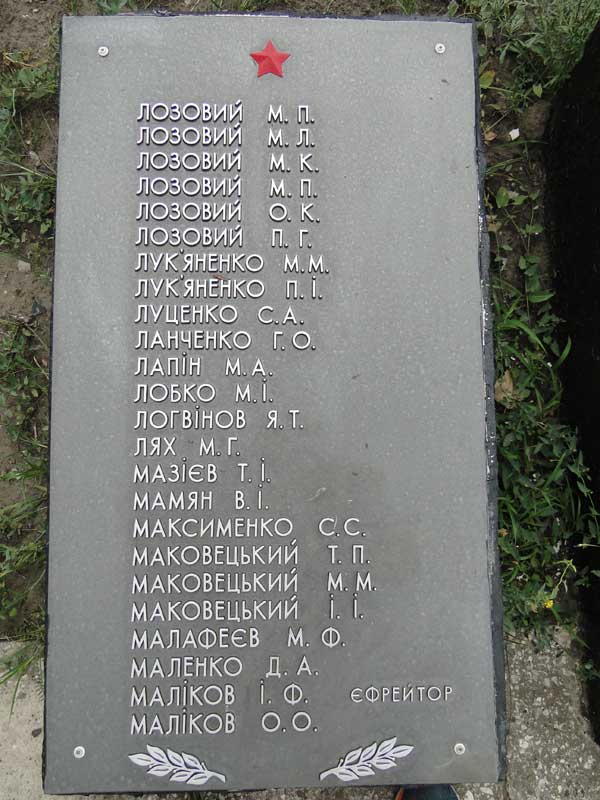 ЛОЗОВИЙ М. П.
ЛОЗОВИЙ М. Л.
ЛОЗОВИЙ М. К.
ЛОЗОВИЙ М. П.
ЛОЗОВИЙ О. К.
ЛОЗОВИЙ П. Г.
ЛУК'ЯНЕНКО М.М.
ЛУК'ЯНЕНКО П. І.
ЛУЦЕНКО С.А.
ЛАНЧЕНКО Г. О.
ЛАПІН М.А.
ЛОБКО М.І.
ЛОГВІНОВ Я.Т.
ЛЯХ М.Г.
МАЗІЄВ Т. І.
МАМЯН В. І.
МАКСИМЕНКО С.С.
МАКОВЕЦЬКИЙ Т. П.
МАКОВЕЦЬКИЙ М. М.
МАКОВЕЦЬКИЙ І. І.
МАЛАФЕЄВ М. Ф.
МАЛЕНКО Д. А.
МАЛІКОВ І. Ф. ЄФРЕЙТОР
МАЛІКОВ О. О.